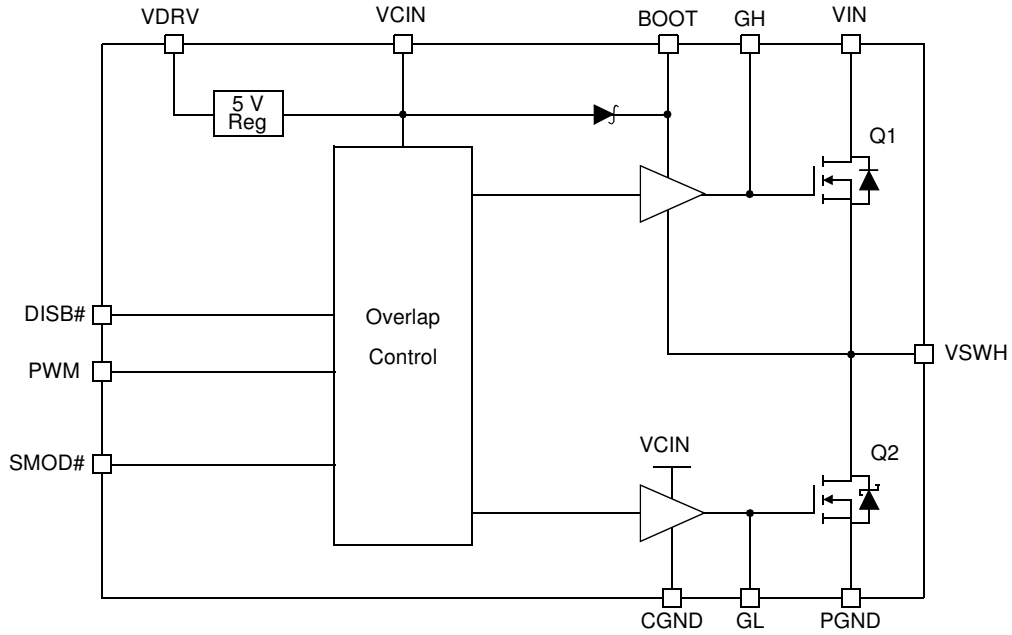 VDRV
VCIN
BOOT
GH
VIN
5 V
Reg
Q1
DISB#
Overlap
Control
PWM
VSWH
SMOD#
VCIN
Q2
CGND
GL
PGND